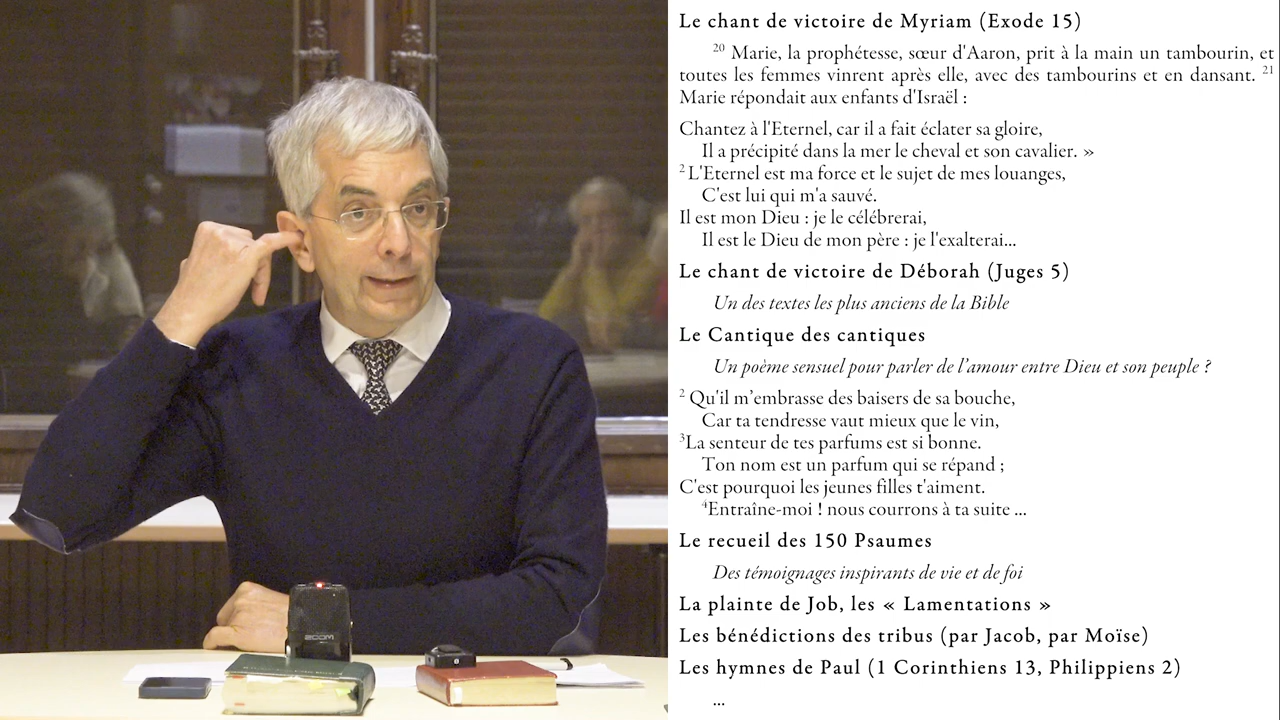 Le chant de victoire de Myriam (Exode 15)
20 Marie, la prophétesse, sœur d'Aaron, prit à la main un tambourin, et
toutes les femmes vinrent après elle, avec des tambourins et en dansant. 21
Marie répondait aux enfants d'Israël :
Chantez à l'Eternel, car il a fait éclater sa gloire,
Il a précipité dans la mer le cheval et son cavalier. »
2 L'Eternel est ma force et le sujet de mes louanges,
C'est lui qui m'a sauvé.
Il est mon Dieu : je le célébrerai,
Il est le Dieu de mon père : je l'exalterai...
Le chant de victoire de Déborah (Juges 5)
Un des textes les plus anciens de la Bible
Le Cantique des cantiques
Un poème sensuel pour parler de l'amour entre Dieu et son peuple ?
2 Qu'il m'embrasse des baisers de sa bouche,
Car ta tendresse vaut mieux que le vin,
3La senteur de tes parfums est si bonne.
Ton nom est un parfum qui se répand ;
C'est pourquoi les jeunes filles t'aiment.
4Entraîne-moi ! nous courrons à ta suite ...
Le recueil des 150 Psaumes
Des témoignages inspirants de vie et de foi
La plainte de Job, les « Lamentations »
Les bénédictions des tribus (par Jacob, par Moïse)
Les hymnes de Paul (1 Corinthiens 13, Philippiens 2)
...
zoom